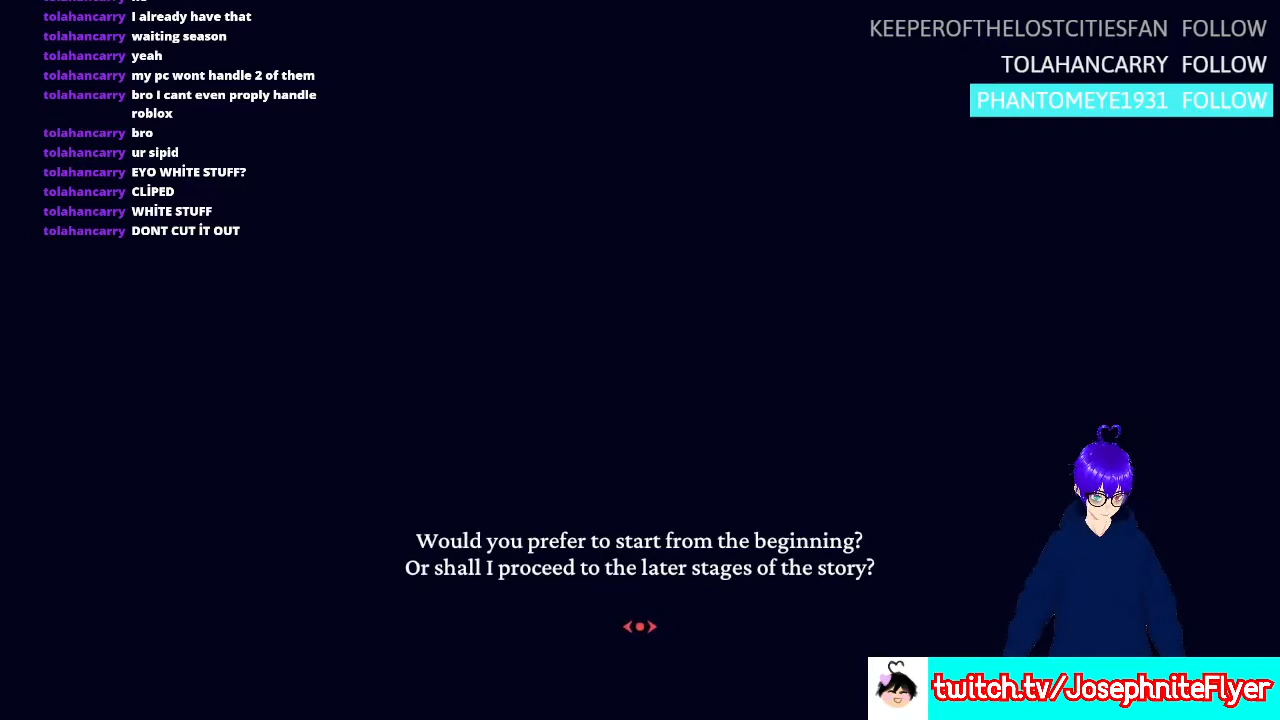 tolahancarry I already have that
tolahancarry waiting season
tolahancarry yeah
tolahancarry my pc wont handle 2 of them
tolahancarry bro I cant even proply handle
roblox
tolahancarry bro
tolahancarry ur sipid
tolahancarry EYO WHİTE STUFF?
tolahancarry CLİPED
tolahancarry WHİTE STUFF
tolahancarry DONT CUT İT OUT
KEEPEROFTHELOSTCITIESFAN FOLLOW
TOLAHANCARRY FOLLOW
PHANTOMEYE1931 FOLLOW
Would you prefer to start from the beginning?
Or shall I proceed to the later stages of the story?
twitch.tv/JosephniteFlyer